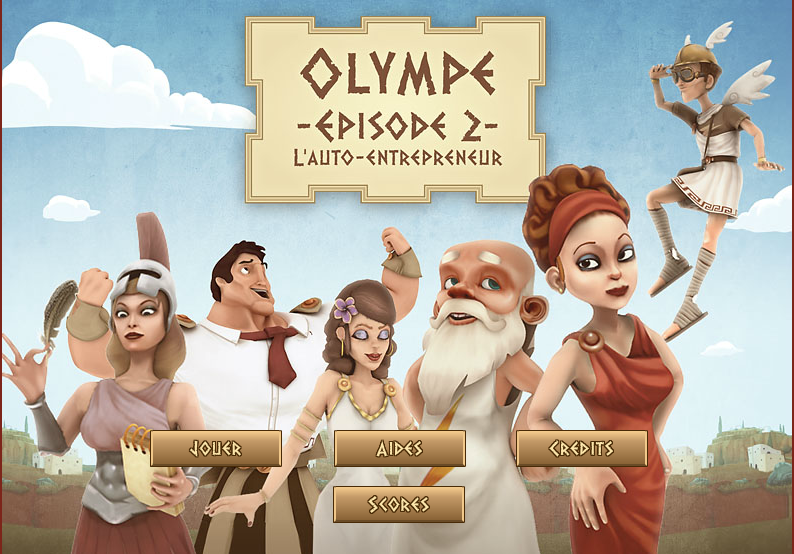 OLYMPE
-EPISODE 2-
L'AUTO-ENTREPRENEUR
JOUER
AIDES
CREDITS
SCORES